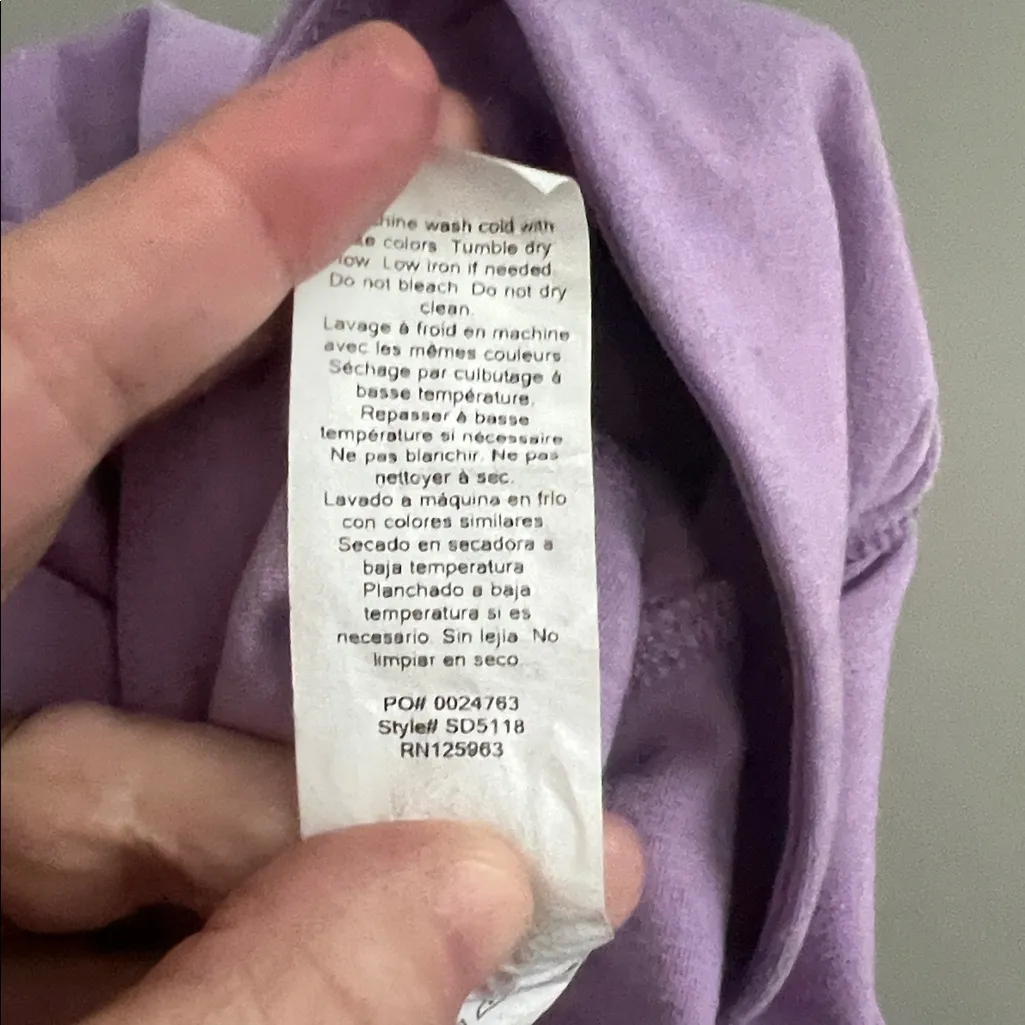 wash cold with
colors Tumble dry
low. Low iron if needed
Do not bleach Do not dry
clean.
Lavage à froid en machine
avec les mêmes couleurs
Séchage par culbutage à
basse température.
Repasser à basse
température si nécessaire
Ne pas blanchir. Ne pas
nettoyer à sec.
Lavado a máquina en frio
con colores similares
Secado en secadora a
baja temperatura
Planchado a baja
temperatura si es
necesario. Sin lejia. No
limpiar en seco.
PO# 0024763
Style# SD5118
RN125963